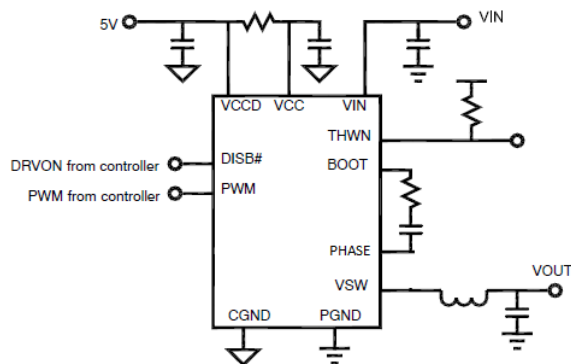 5V
VIN
VCCD
VCC
VIN
THWN
DRVON from controller
DISB#
BOOT
PWM from controller
PWM
PHASE
VSW
VOUT
CGND
PGND